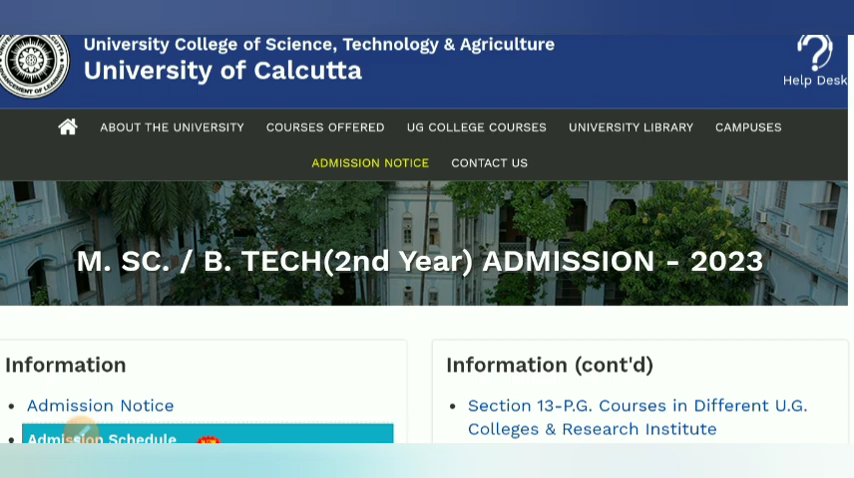 University College of Science, Technology & Agriculture
University of Calcutta
Help Desk
ABOUT THE UNIVERSITY COURSES OFFERED UG COLLEGE COURSES UNIVERSITY LIBRARY CAMPUSES
ADMISSION NOTICE CONTACT US
M. SC. / B. TECH(2nd Year) ADMISSION - 2023
Information
• Admission Notice
• Admission Schedule
Information (cont'd)
• Section 13-P.G. Courses in Different U.G.
Colleges & Research Institute